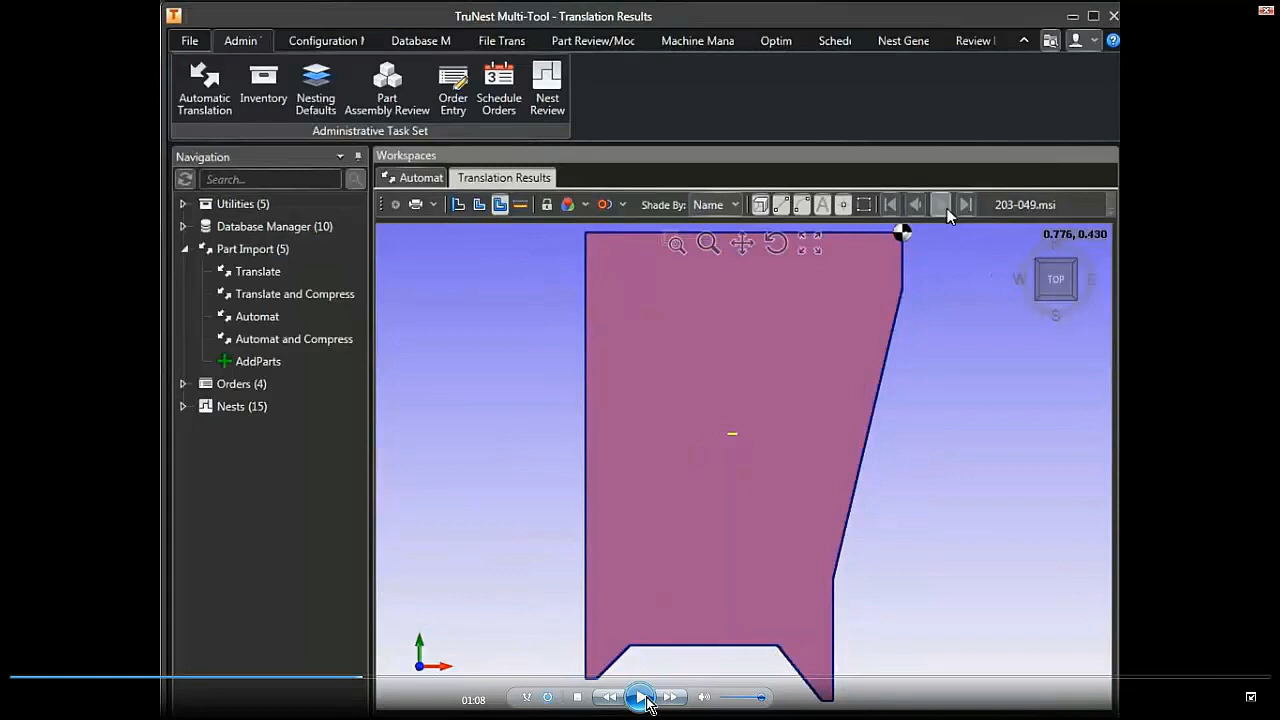 TruNest Multi-Tool - Translation Results
File Admin Configuration Database M File Trans Part Review/Moc Machine Mana Optim Schedi Nest Gene Review
Automatic Translation
Inventory
Nesting Defaults
Part Assembly Review
Order Entry
3
Schedule Orders
Nest Review
Administrative Task Set
Navigation
Search...
Utilities (5)
Database Manager (10)
Part Import (5)
Translate
Translate and Compress
Automat
Automat and Compress
AddParts
Orders (4)
Nests (15)
Workspaces
Automat Translation Results
Shade By: Name A 203-049.msi
0.776, 0.430
W TOP E
S
01:08